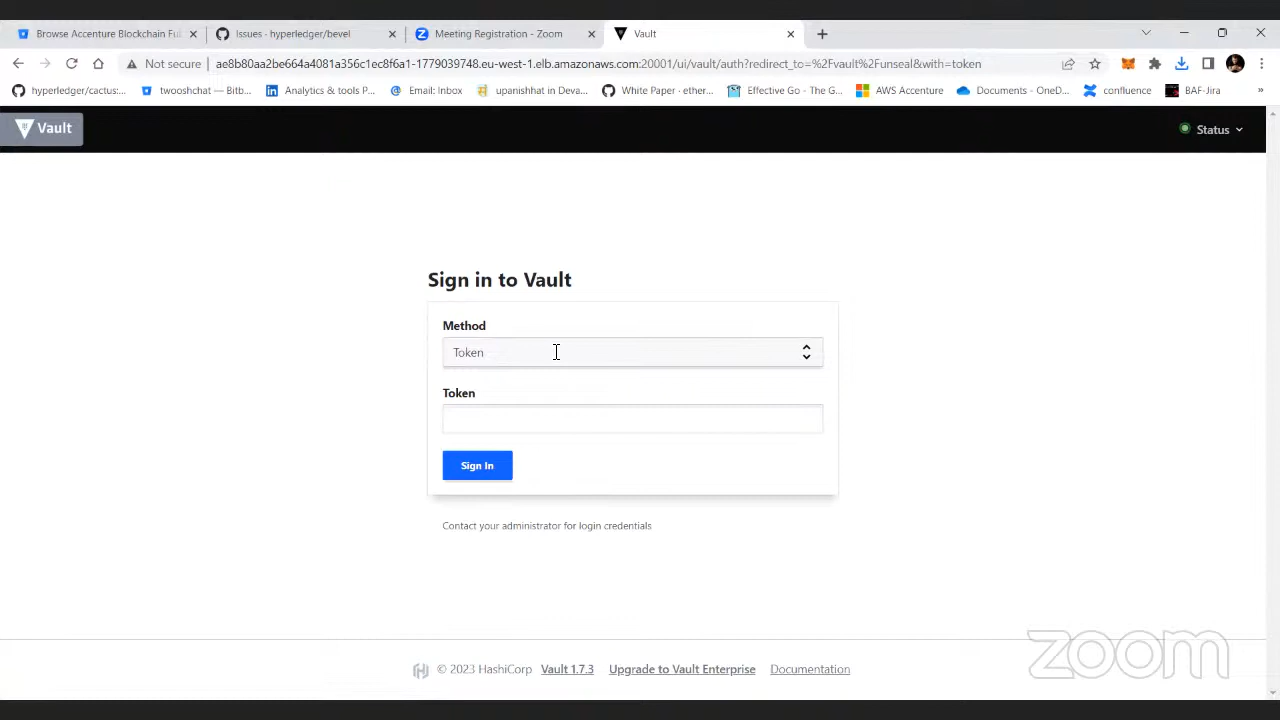 Browse Accenture Blockchain Ful
Issues · hyperledger/bevel
Meeting Registration - Zoom
Vault
Not secure
ae8b80aa2be664a4081a356c1ec8f6a1-1779039748.eu-west-1.elb.amazonaws.com:20001/ui/vault/auth?redirect_to=%2Fvault%2Funseal&with=token
hyperledger/cactus:...
twooshchat — Bitb...
Analytics & tools P...
Email: Inbox
upanishhat in Deva...
White Paper · ether...
Effective Go - The G...
AWS Accenture
Documents - OneD...
confluence
BAF-Jira
»
Vault
Status
Sign in to Vault
Method
Token
Token
Sign In
Contact your administrator for login credentials
© 2023 HashiCorp
Vault 1.7.3
Upgrade to Vault Enterprise
Documentation
zoom